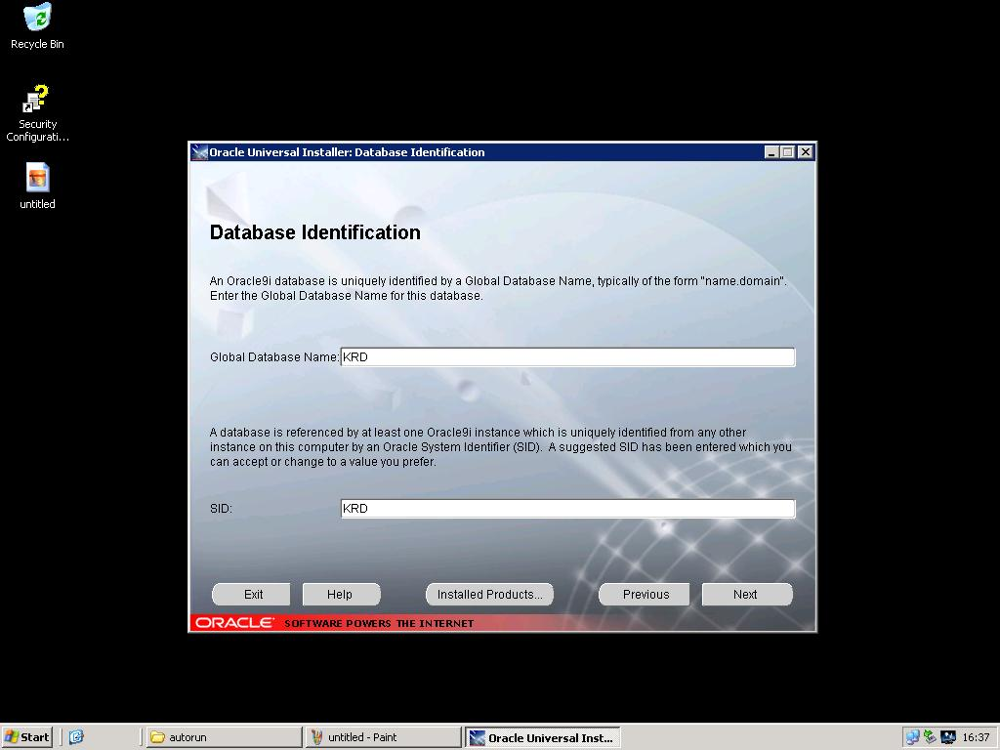 Recycle Bin
Security
Configurati...
untitled
Oracle Universal Installer: Database Identification
Database Identification
An Oracle9i database is uniquely identified by a Global Database Name, typically of the form "name.domain".
Enter the Global Database Name for this database.
Global Database Name: KRD
A database is referenced by at least one Oracle9i instance which is uniquely identified from any other
instance on this computer by an Oracle System Identifier (SID).  A suggested SID has been entered which you
can accept or change to a value you prefer.
SID: KRD
Exit Help Installed Products... Previous Next
ORACLE SOFTWARE POWERS THE INTERNET
Start autorun untitled - Paint Oracle Universal Inst... 16:37